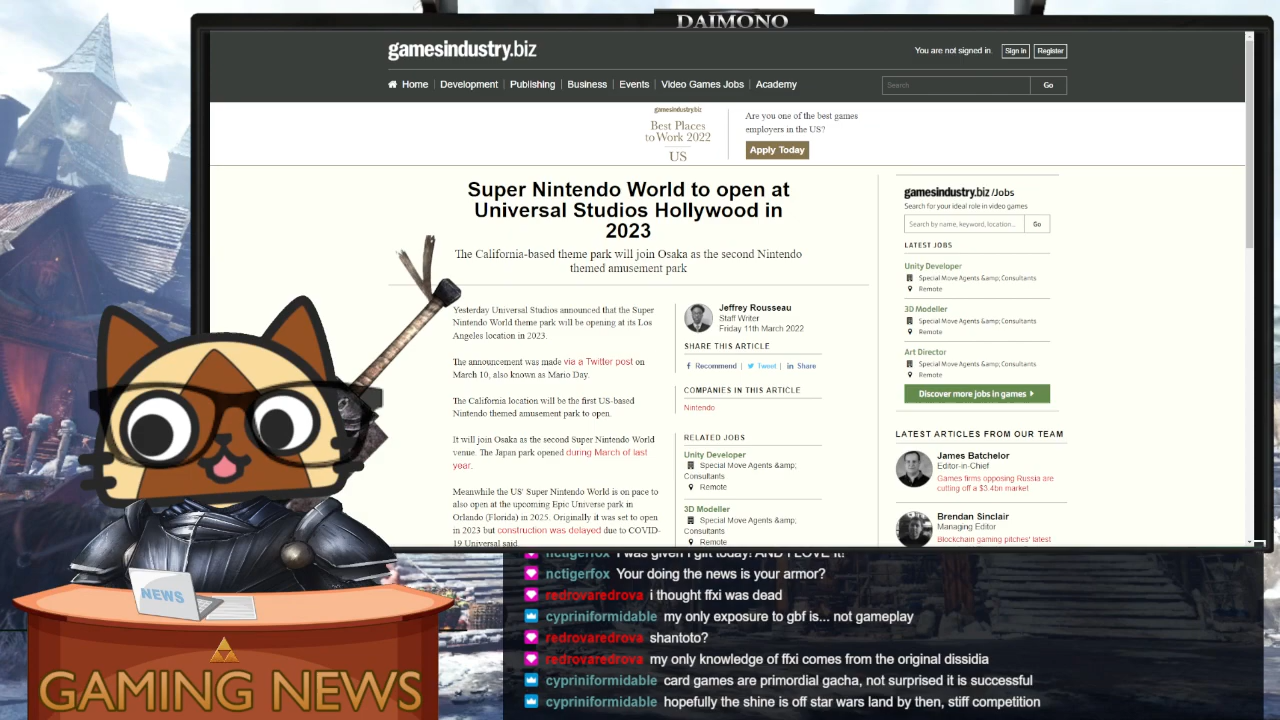 DAIMONO
gamesindustry.biz
You are not signed in
Sign in
Register
Home
Development
Publishing
Business
Events
Video Games Jobs
Academy
Search
Go
gamesindustry.biz
Best Places
to Work 2022
US
Are you one of the best games
employers in the US?
Apply Today
Super Nintendo World to open at
Universal Studios Hollywood in
2023
The California-based theme park will join Osaka as the second Nintendo
themed amusement park
Yesterday Universal Studios announced that the Super
Nintendo World theme park will be opening at its Los
Angeles location in 2023.
The announcement was made via a Twitter post on
March 10, also known as Mario Day.
The California location will be the first US-based
Nintendo themed amusement park to open.
It will join Osaka as the second Super Nintendo World
venue. The Japan park opened during March of last
year.
Meanwhile the US' Super Nintendo World is on pace to
also open at the upcoming Epic Universe park in
Orlando (Florida) in 2025. Originally it was set to open
in 2023 but construction was delayed due to COVID-
19 Universal said
Jeffrey Rousseau
Staff Writer
Friday 11th March 2022
SHARE THIS ARTICLE
Recommend
Tweet
Share
COMPANIES IN THIS ARTICLE
Nintendo
RELATED JOBS
Unity Developer
Special Move Agents &amp;
Consultants
Remote
3D Modeller
Special Move Agents &amp;
Consultants
Remote
gamesindustry.biz /Jobs
Search for your ideal role in video games
Search by name, keyword, location...
Go
LATEST JOBS
Unity Developer
Special Move Agents &amp; Consultants
Remote
3D Modeller
Special Move Agents &amp; Consultants
Remote
Art Director
Special Move Agents &amp; Consultants
Remote
Discover more jobs in games
LATEST ARTICLES FROM OUR TEAM
James Batchelor
Editor-in-Chief
Games firms opposing Russia are
cutting off a $3.4bn market
Brendan Sinclair
Managing Editor
Blockchain gaming pitches' latest
nctigerfox I was given I gift today! AND I LOVE it!
nctigerfox Your doing the news is your armor?
redrovaredrova i thought ffxi was dead
cypriniformidable my only exposure to gbf is... not gameplay
redrovaredrova shantoto?
redrovaredrova my only knowledge of ffxi comes from the original dissidia
cypriniformidable card games are primordial gacha, not surprised it is successful
cypriniformidable hopefully the shine is off star wars land by then, stiff competition
NEWS
GAMING NEWS